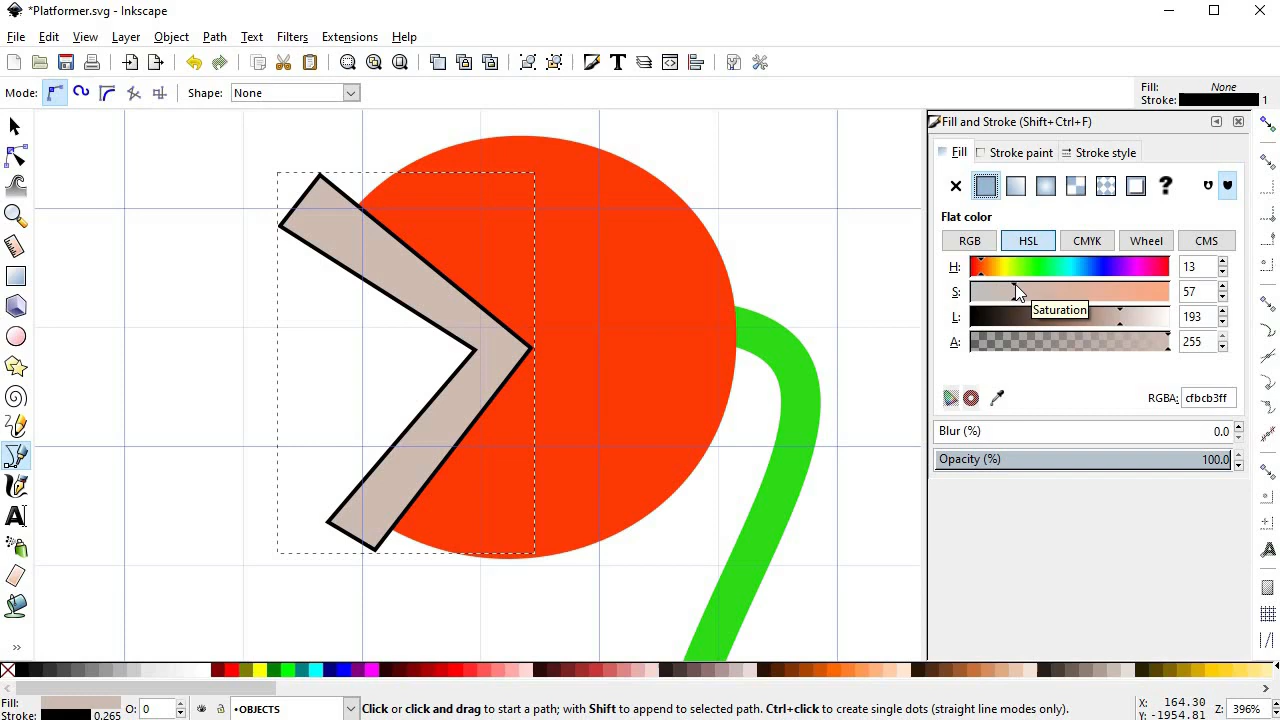 *Platformer.svg - Inkscape
File Edit View Layer Object Path Text Filters Extensions Help
Mode: Shape: None
Fill: None
Stroke: 1
Fill and Stroke (Shift+Ctrl+F)
Fill Stroke paint Stroke style
Flat color
RGB HSL CMYK Wheel CMS
H: 13
S: 57
Saturation
L: 193
A: 255
RGBA: cfbcb3ff
Blur (%) 0.0
Opacity (%) 100.0
Fill: O: 0 •OBJECTS Click or click and drag to start a path; with Shift to append to selected path. Ctrl+click to create single dots (straight line modes only). X: 164.30 Z: 396%
Stroke: 0.265 Y: -1954.81